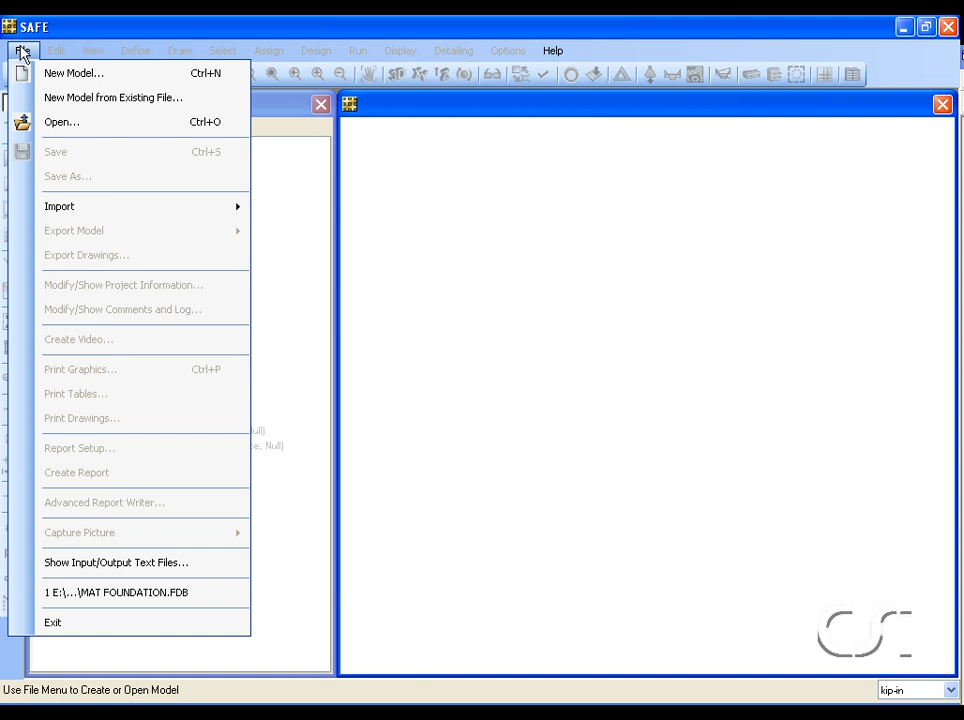 SAFE
File Edit View Define Draw Select Assign Design Run Display Detailing Options Help
New Model... Ctrl+N
New Model from Existing File...
Open... Ctrl+O
Save Ctrl+S
Save As...
Import
Export Model
Export Drawings...
Modify/Show Project Information...
Modify/Show Comments and Log...
Create Video...
Print Graphics... Ctrl+P
Print Tables...
Print Drawings...
ull)
Null)
Report Setup...
Create Report
Advanced Report Writer...
Capture Picture
Show Input/Output Text Files...
1 E:\...\MAT FOUNDATION.FDB
Exit
CSI
Use File Menu to Create or Open Model
kip-in